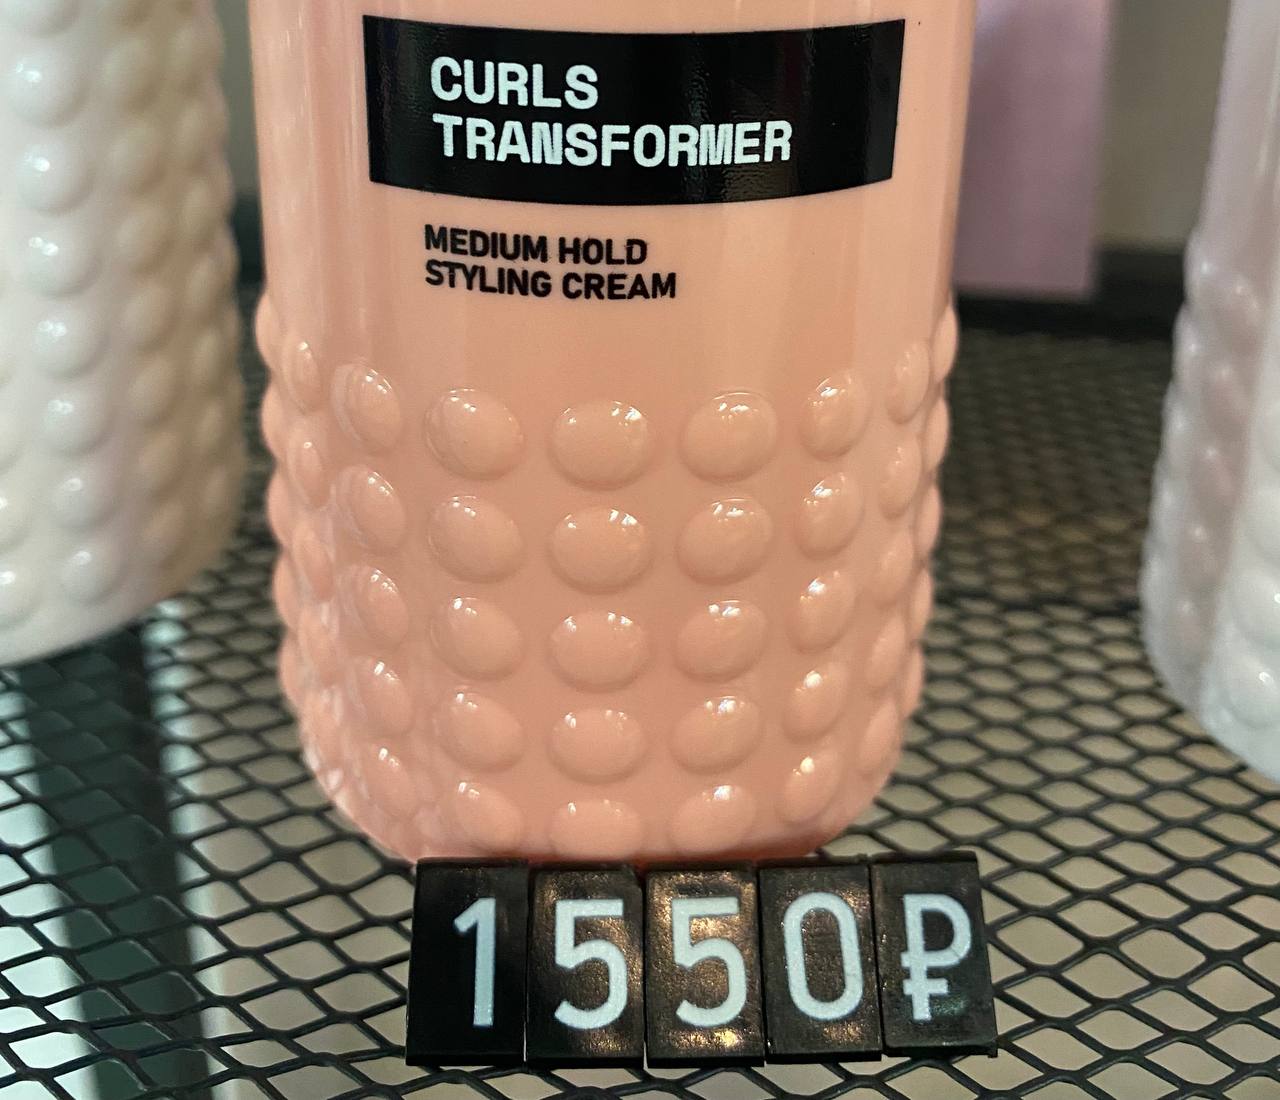 CURLS
TRANSFORMER
MEDIUM HOLD
STYLING CREAM
1550₽